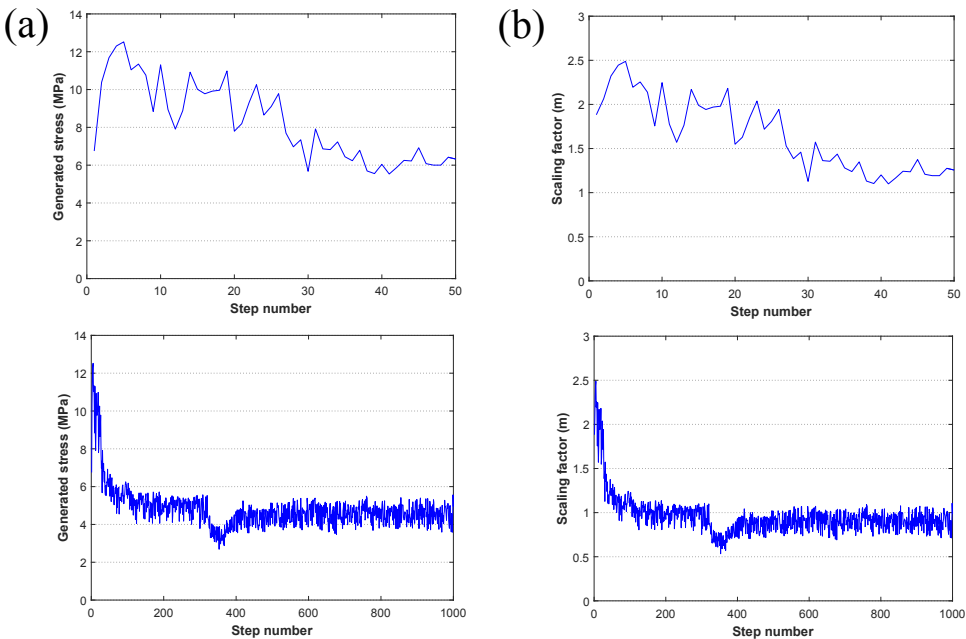 (a)
14
12
10
8
6
4
2
0
Generated stress (MPa)
0 10 20 30 40 50
Step number
(b)
3
2.5
2
1.5
1
0.5
0
Scaling factor (m)
0 10 20 30 40 50
Step number
14
12
10
8
6
4
2
0
Generated stress (MPa)
0 200 400 600 800 1000
Step number
3
2.5
2
1.5
1
0.5
0
Scaling factor (m)
0 200 400 600 800 1000
Step number